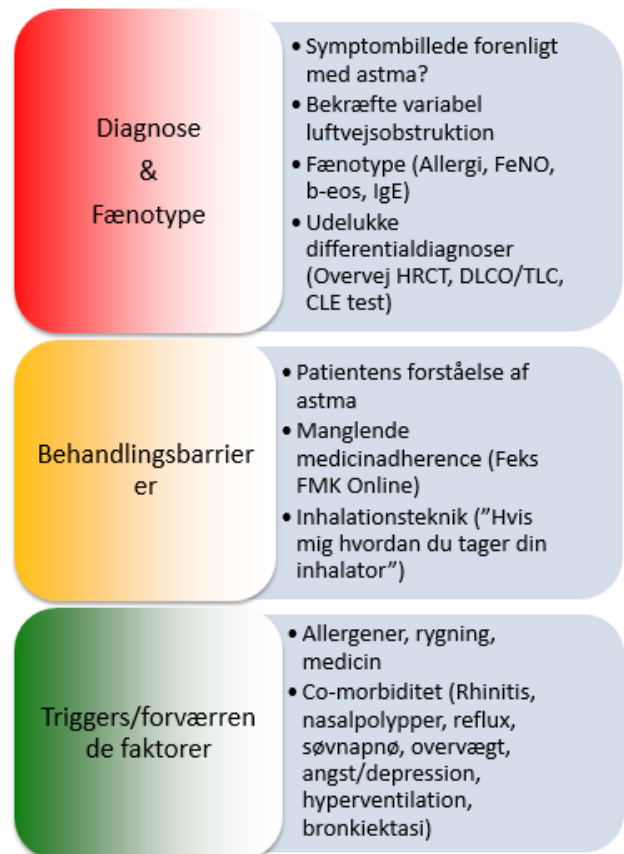 Diagnose
&
Fænotype
• Symptombillede forenligt
med astma?
• Bekræfte variabel
luftvejsobstruktion
• Fænotype (Allergi, FeNO,
b-eos, IgE)
• Udelukke
differentialdiagnoser
(Overvej HRCT, DLCO/TLC,
CLE test)
Behandlingsbarrier
er
• Patientens forståelse af
astma
• Manglende
medicinadherence (Feks
FMK Online)
• Inhalationsteknik (”Hvis
mig hvordan du tager din
inhalator”)
Triggers/forværren
de faktorer
• Allergener, rygning,
medicin
• Co-morbiditet (Rhinitis,
nasalpolypper, reflux,
søvnapnø, overvægt,
angst/depression,
hyperventilation,
bronkiektasi)